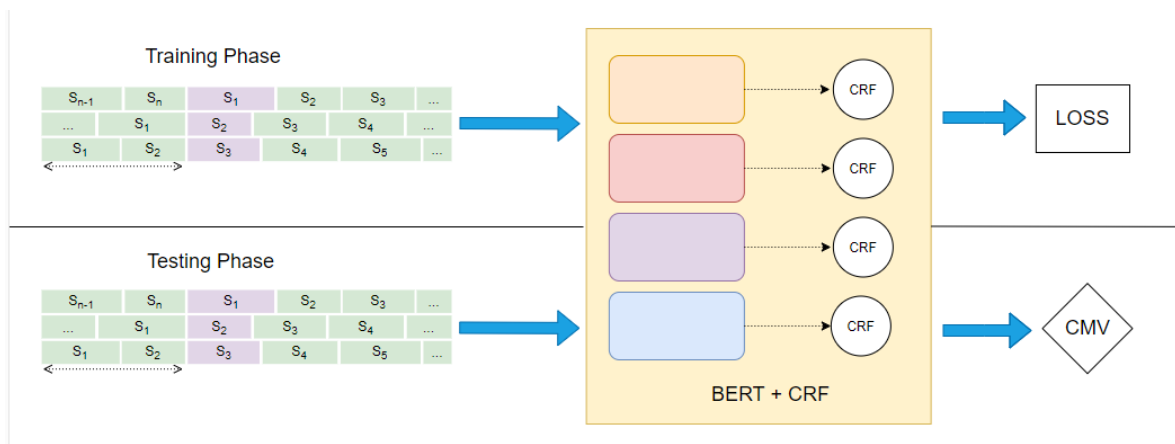 Training Phase
Sn-1 Sn S1 S2 S3 ...
... S1 S2 S3 S4 ...
S1 S2 S3 S4 S5 ...
CRF
CRF
CRF
CRF
BERT + CRF
LOSS
Testing Phase
Sn-1 Sn S1 S2 S3 ...
... S1 S2 S3 S4 ...
S1 S2 S3 S4 S5 ...
CMV